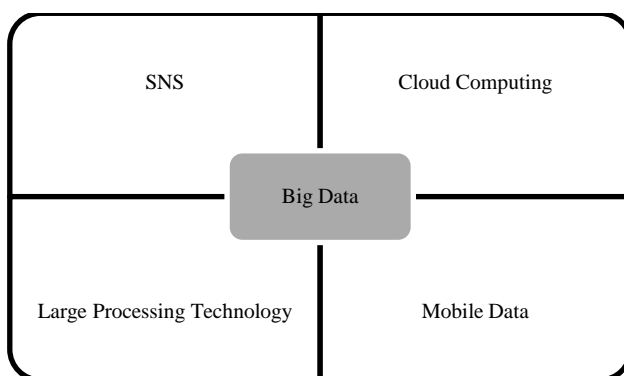 SNS
Cloud Computing
Big Data
Large Processing Technology
Mobile Data